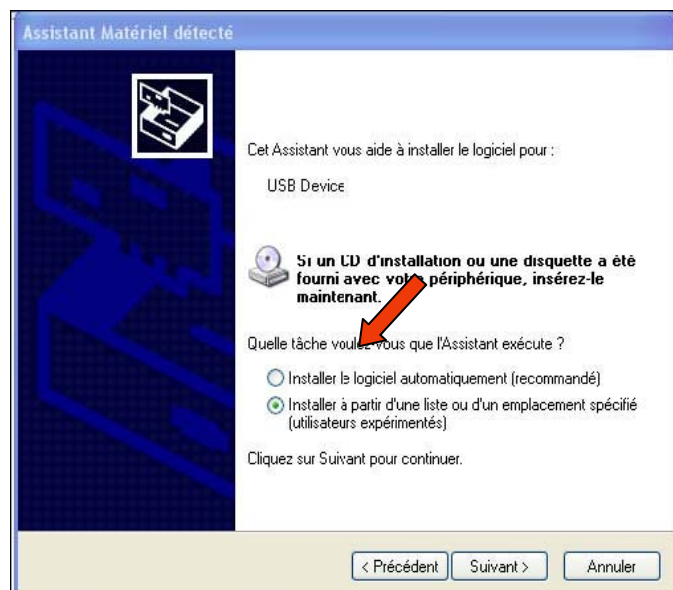 Assistant Matériel détecté
Cet Assistant vous aide à installer le logiciel pour :
USB Device
Si un CD d'installation ou une disquette a été
fourni avec votre périphérique, insérez-le
maintenant.
Quelle tâche voulez-vous que l'Assistant exécute ?
Installer le logiciel automatiquement (recommandé)
Installer à partir d'une liste ou d'un emplacement spécifié
(utilisateurs expérimentés)
Cliquez sur Suivant pour continuer.
< Précédent Suivant > Annuler